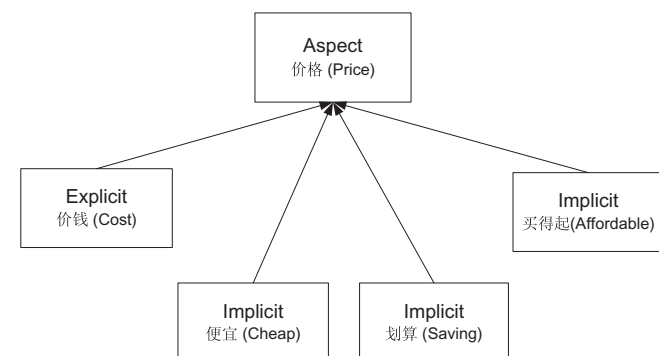 Aspect
价格 (Price)
Explicit
价钱 (Cost)
Implicit
买得起(Affordable)
Implicit
便宜 (Cheap)
Implicit
划算 (Saving)